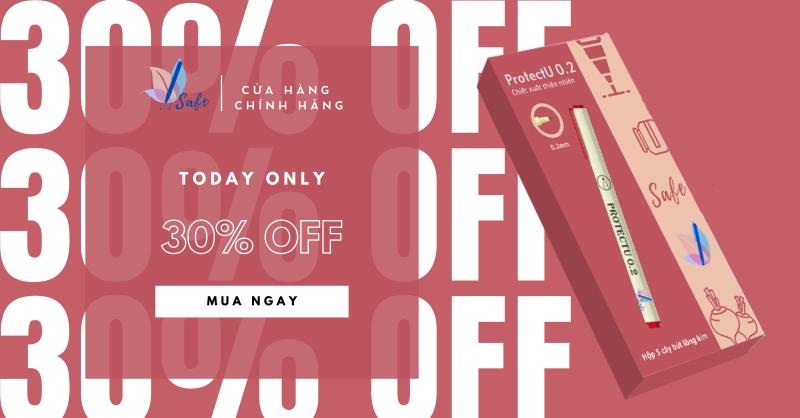 30% OFF
30% OFF
30% OFF
Safe
CỬA HÀNG
CHÍNH HÃNG
TODAY ONLY
30% OFF
MUA NGAY
ProtectU 0.2
Chiết xuất thiên nhiên
0.2mm
PROTECTU 0.2
Safe
Hộp 5 cây bút lông kim